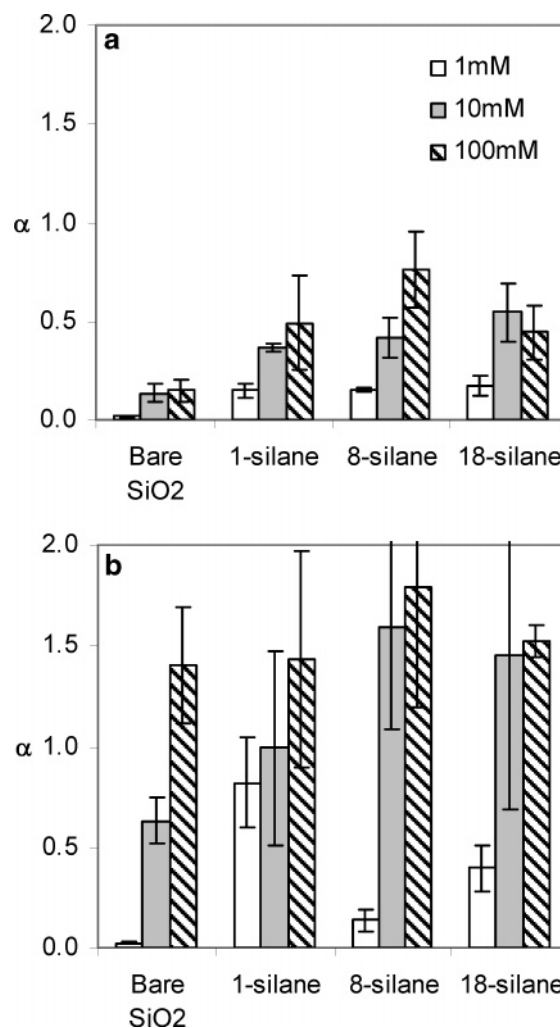 2.0
a
1mM
10mM
100mM
1.5
α
1.0
0.5
0.0
Bare SiO2
1-silane
8-silane
18-silane
2.0
b
1.5
α
1.0
0.5
0.0
Bare SiO2
1-silane
8-silane
18-silane